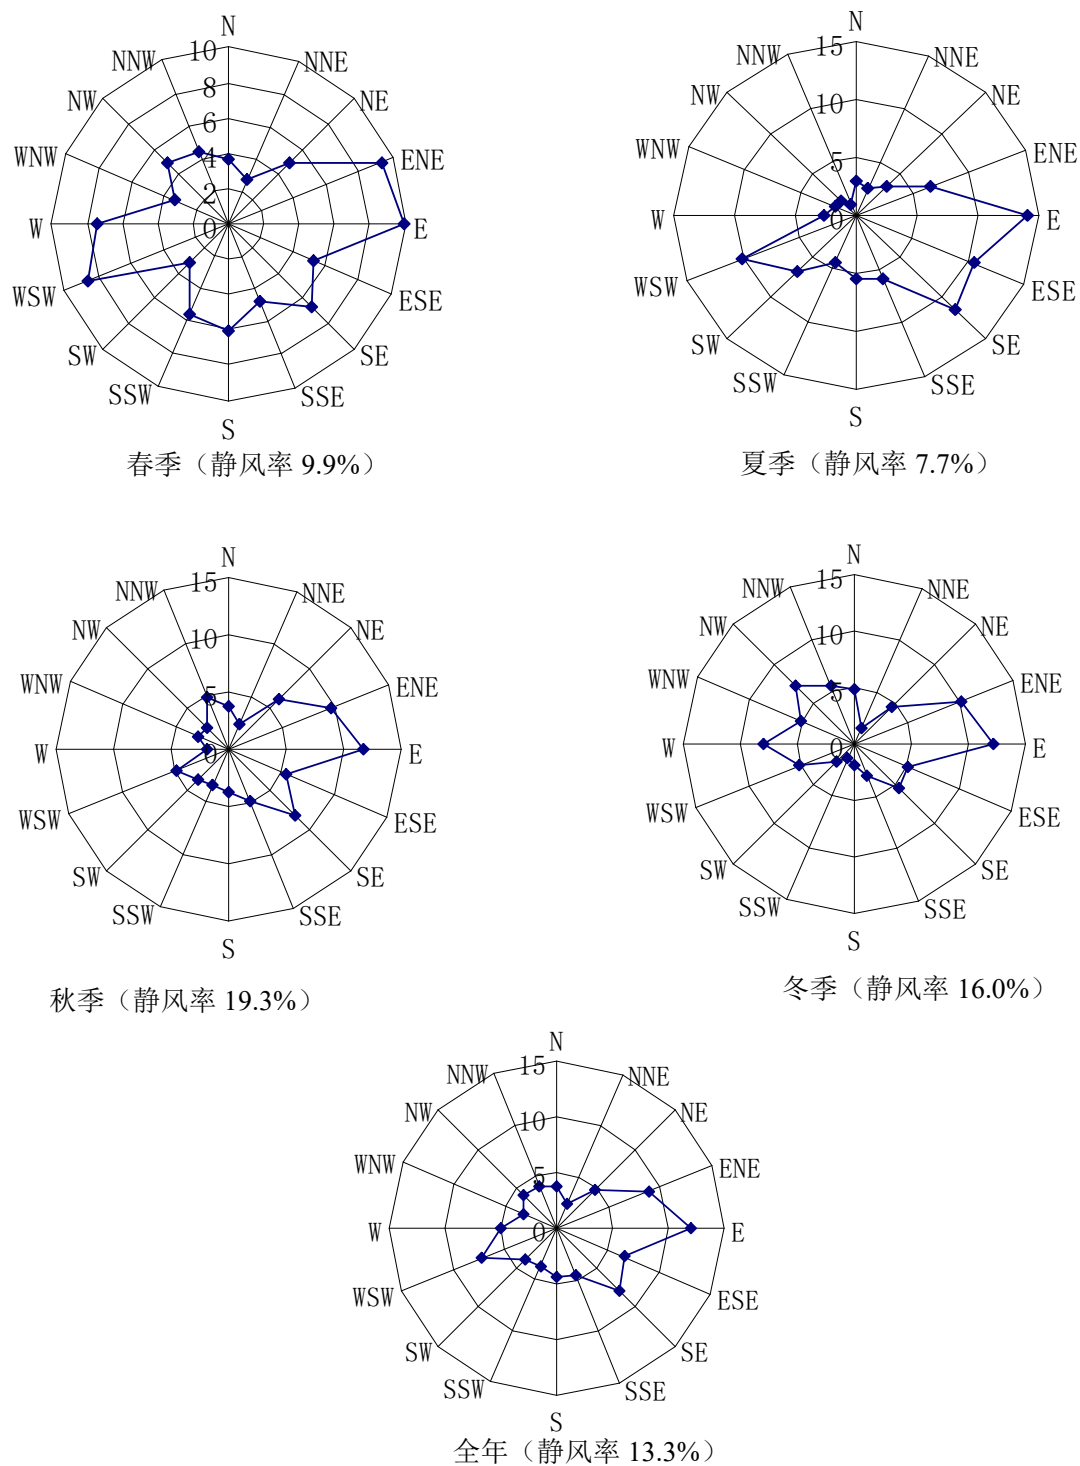 N
10
NNW
NNE
8
NW
NE
6
WNW
4
ENE
2
W
0
E
WSW
ESE
SW
SE
SSW
SSE
S
春季（静风率 9.9%）
N
15
NNW
NNE
NW
10
NE
WNW
5
ENE
W
0
E
WSW
ESE
SW
SE
SSW
SSE
S
夏季（静风率 7.7%）
N
15
NNW
NNE
NW
10
NE
WNW
5
ENE
W
0
E
WSW
ESE
SW
SE
SSW
SSE
S
秋季（静风率 19.3%）
N
15
NNW
NNE
NW
10
NE
WNW
5
ENE
W
0
E
WSW
ESE
SW
SE
SSW
SSE
S
冬季（静风率 16.0%）
N
15
NNW
NNE
NW
10
NE
WNW
5
ENE
W
0
E
WSW
ESE
SW
SE
SSW
SSE
S
全年（静风率 13.3%）